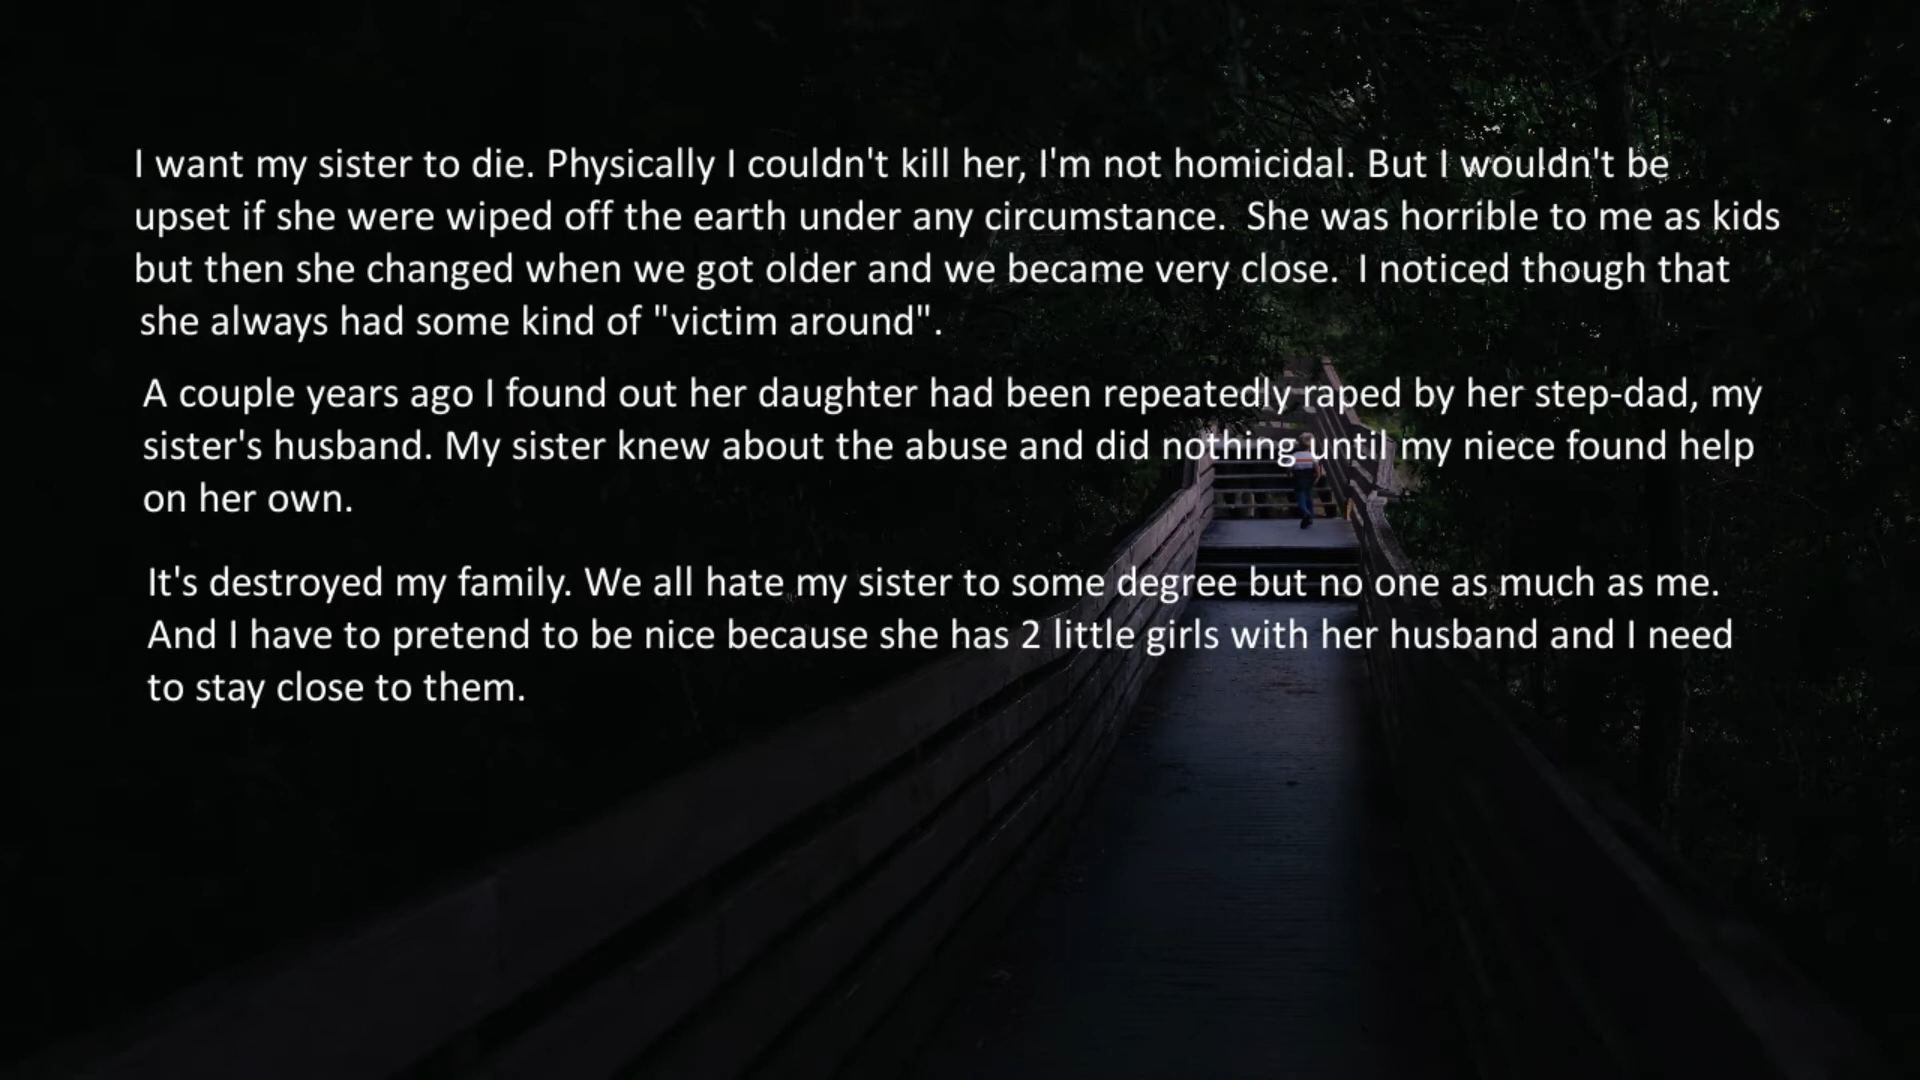 I want my sister to die. Physically I couldn't kill her, I'm not homicidal. But I wouldn't be
upset if she were wiped off the earth under any circumstance.  She was horrible to me as kids
but then she changed when we got older and we became very close.  I noticed though that
she always had some kind of "victim around".
A couple years ago I found out her daughter had been repeatedly raped by her step-dad, my
sister's husband. My sister knew about the abuse and did nothing until my niece found help
on her own.
It's destroyed my family. We all hate my sister to some degree but no one as much as me.
And I have to pretend to be nice because she has 2 little girls with her husband and I need
to stay close to them.